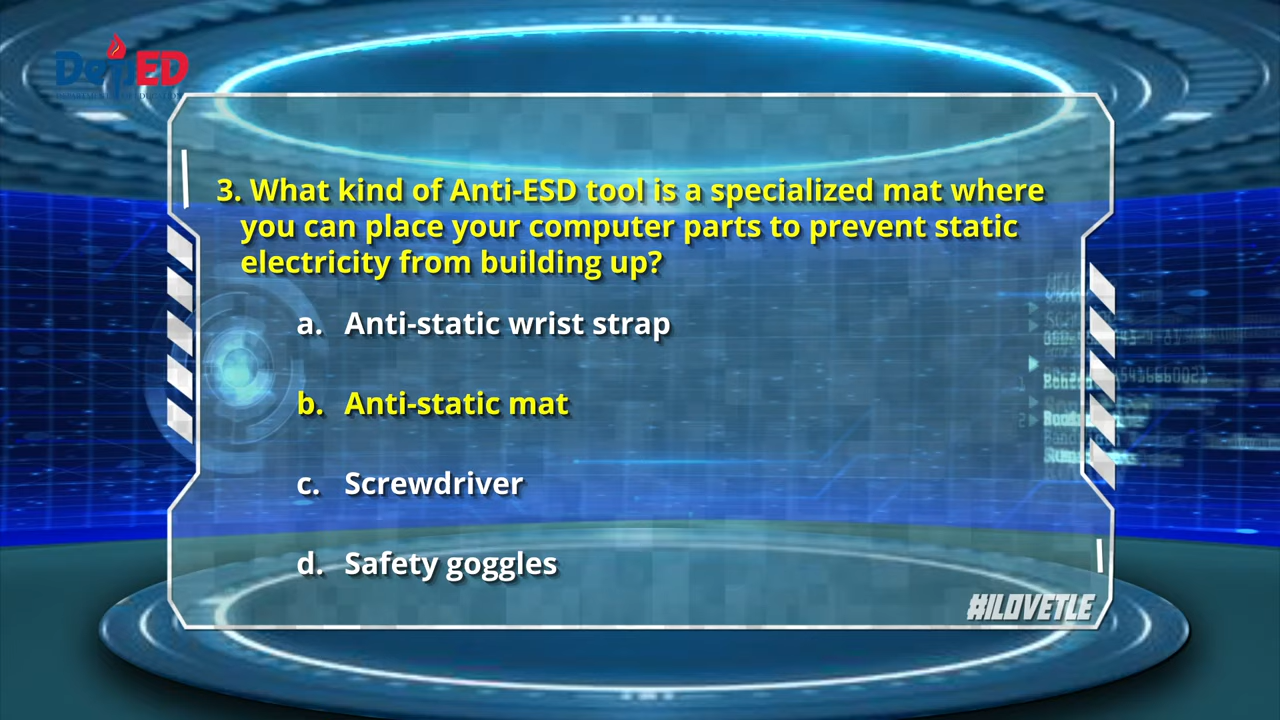 DepED
3. What kind of Anti-ESD tool is a specialized mat where
you can place your computer parts to prevent static
electricity from building up?
a. Anti-static wrist strap
b. Anti-static mat
c. Screwdriver
d. Safety goggles
#ILOVETLE